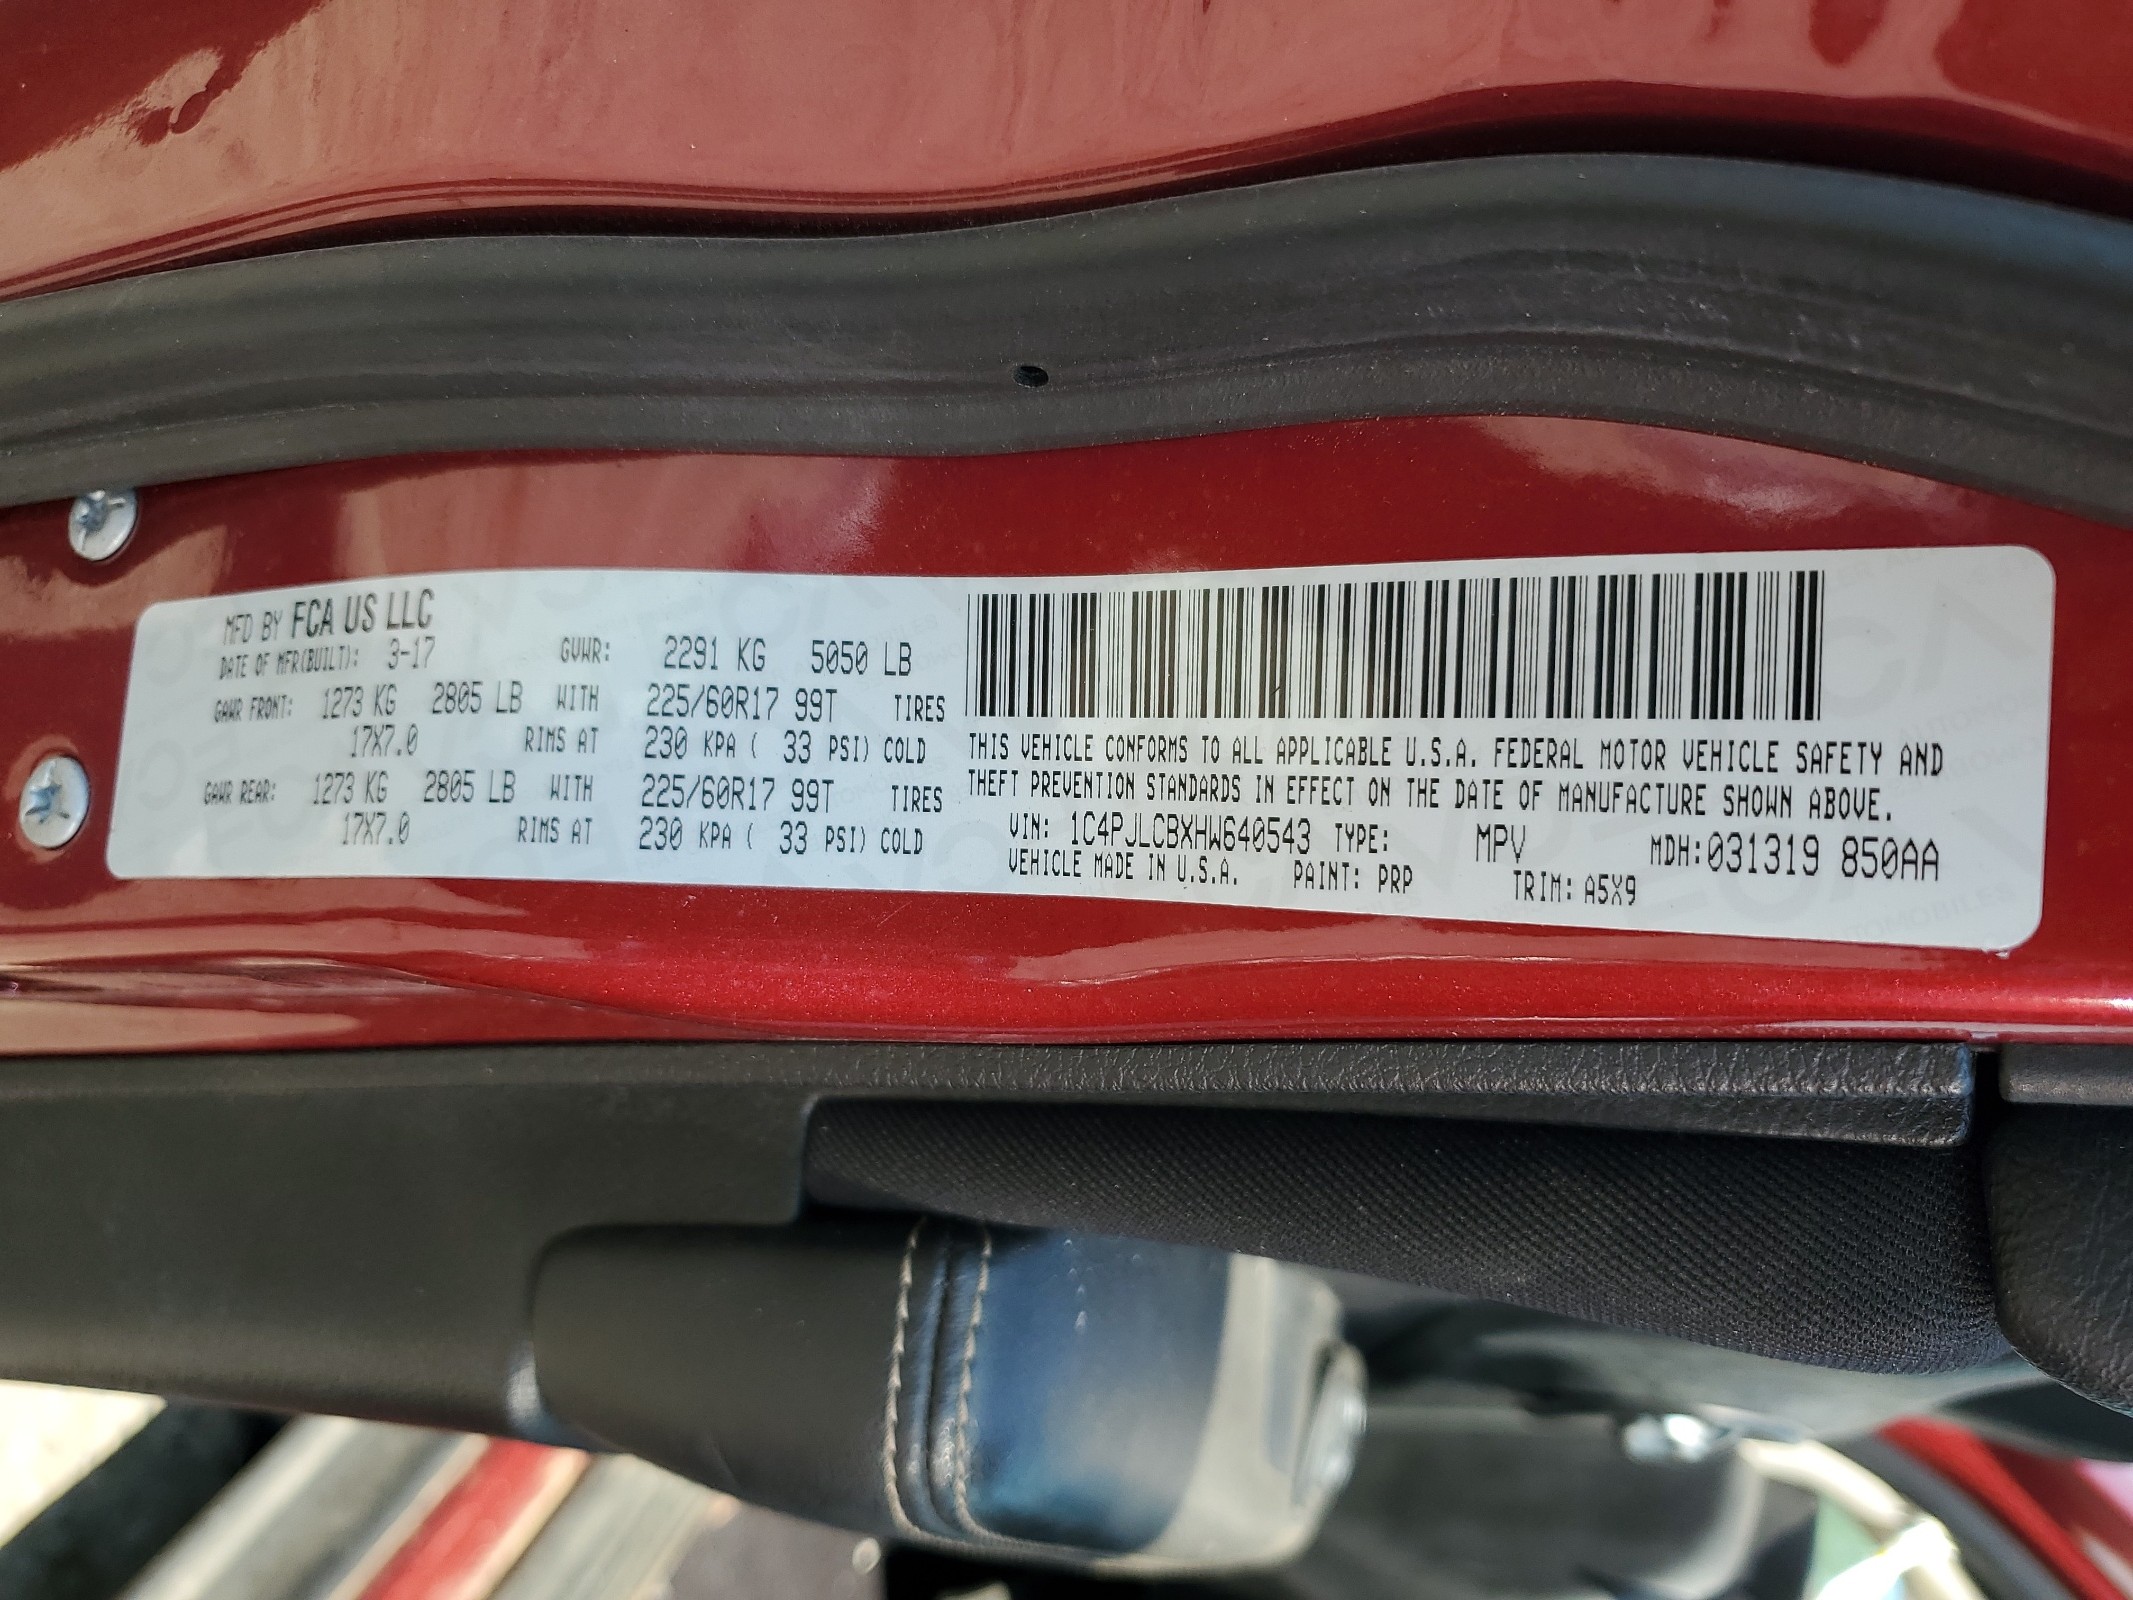 MFD BY FCA US LLC
DATE OF MFR(BUILT): 3-17 GVWR: 2291 KG 5050 LB
GAWR FRONT: 1273 KG 2805 LB WITH 225/60R17 99T TIRES
17X7.0 RIMS AT 230 KPA ( 33 PSI) COLD
GAWR REAR: 1273 KG 2805 LB WITH 225/60R17 99T TIRES
17X7.0 RIMS AT 230 KPA ( 33 PSI) COLD
THIS VEHICLE CONFORMS TO ALL APPLICABLE U.S.A. FEDERAL MOTOR VEHICLE SAFETY AND
THEFT PREVENTION STANDARDS IN EFFECT ON THE DATE OF MANUFACTURE SHOWN ABOVE.
VIN: 1C4PJLCBXHW640543 TYPE: MPV MDH:031319 850AA
VEHICLE MADE IN U.S.A. PAINT: PRP TRIM: A5X9